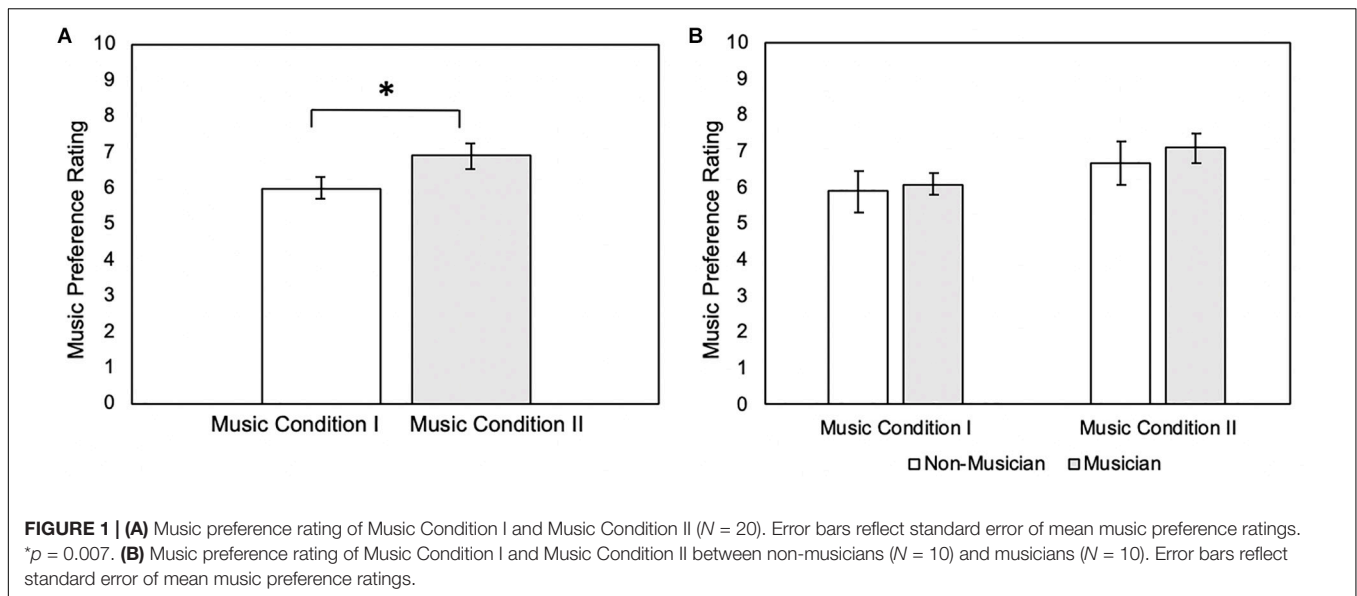 A
Music Preference Rating
10
9
8
7
6
5
4
3
2
1
0
*
Music Condition I
Music Condition II
B
Music Preference Rating
10
9
8
7
6
5
4
3
2
1
0
Music Condition I
Music Condition II
Non-Musician
Musician
FIGURE 1 | (A) Music preference rating of Music Condition I and Music Condition II (N = 20). Error bars reflect standard error of mean music preference ratings.
*p = 0.007. (B) Music preference rating of Music Condition I and Music Condition II between non-musicians (N = 10) and musicians (N = 10). Error bars reflect
standard error of mean music preference ratings.